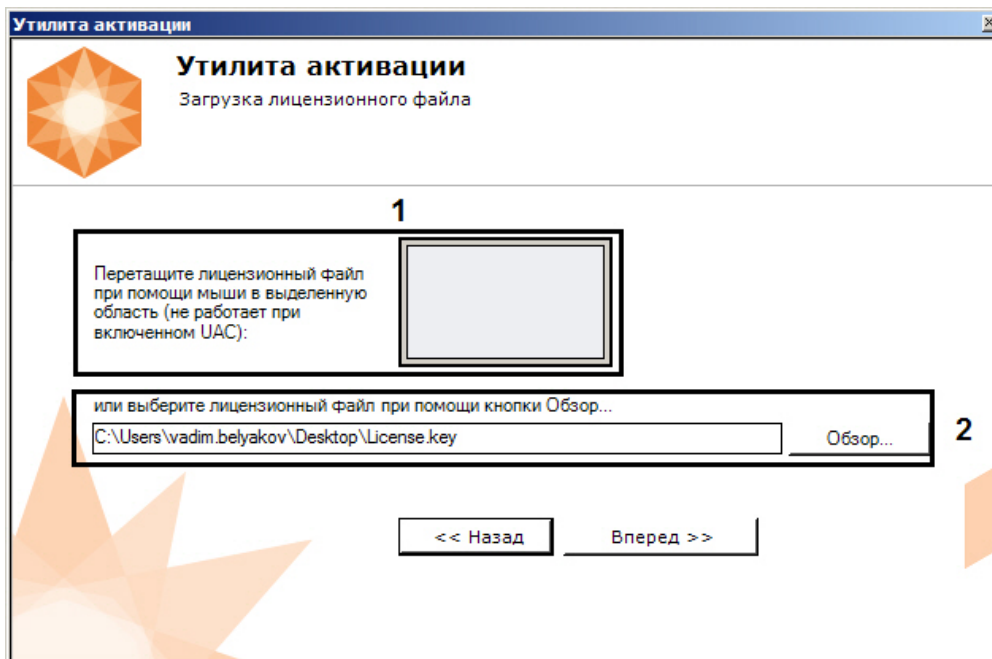 Утилита активации
Утилита активации
Загрузка лицензионного файла
1
Перетащите лицензионный файл
при помощи мыши в выделенную
область (не работает при
включенном UAC):
или выберите лицензионный файл при помощи кнопки Обзор...
C:\Users\vadim.belyakov\Desktop\License.key
Обзор...
2
<< Назад
Вперед >>